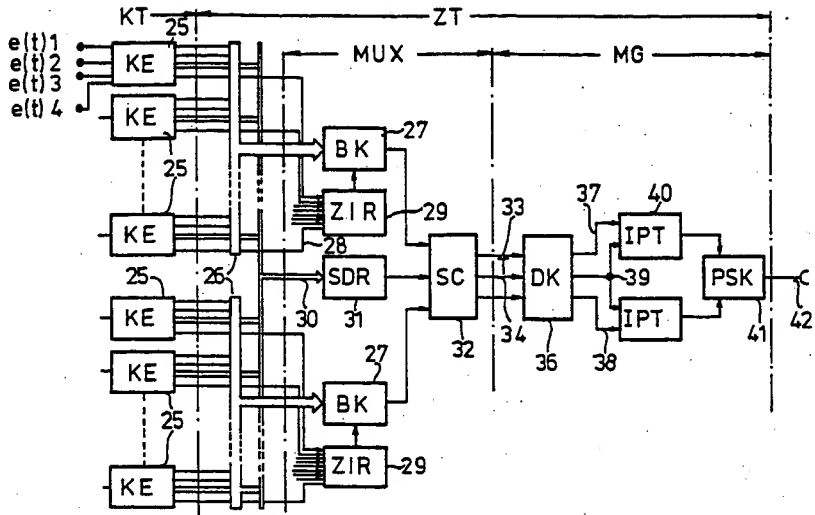 KT ZT
25 MUX MG
e(t)1
e(t)2
e(t)3
e(t)4
KE
KE
25
27
BK
37
40
25
KE
ZIR
29
28
33
IPT
26
SDR
30
31
SC
32
34
DK
36
39
PSK
41
42
25
KE
KE
25
27
BK
38
IPT
KE
ZIR
29